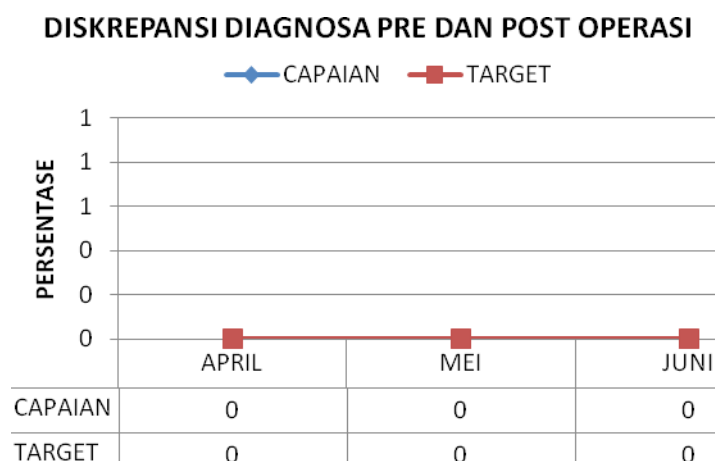 DISKREPANSI DIAGNOSA PRE DAN POST OPERASI
CAPAIAN TARGET
PERSENTASE
1
1
1
0
0
0
APRIL MEI JUNI
CAPAIAN 0 0 0
TARGET 0 0 0